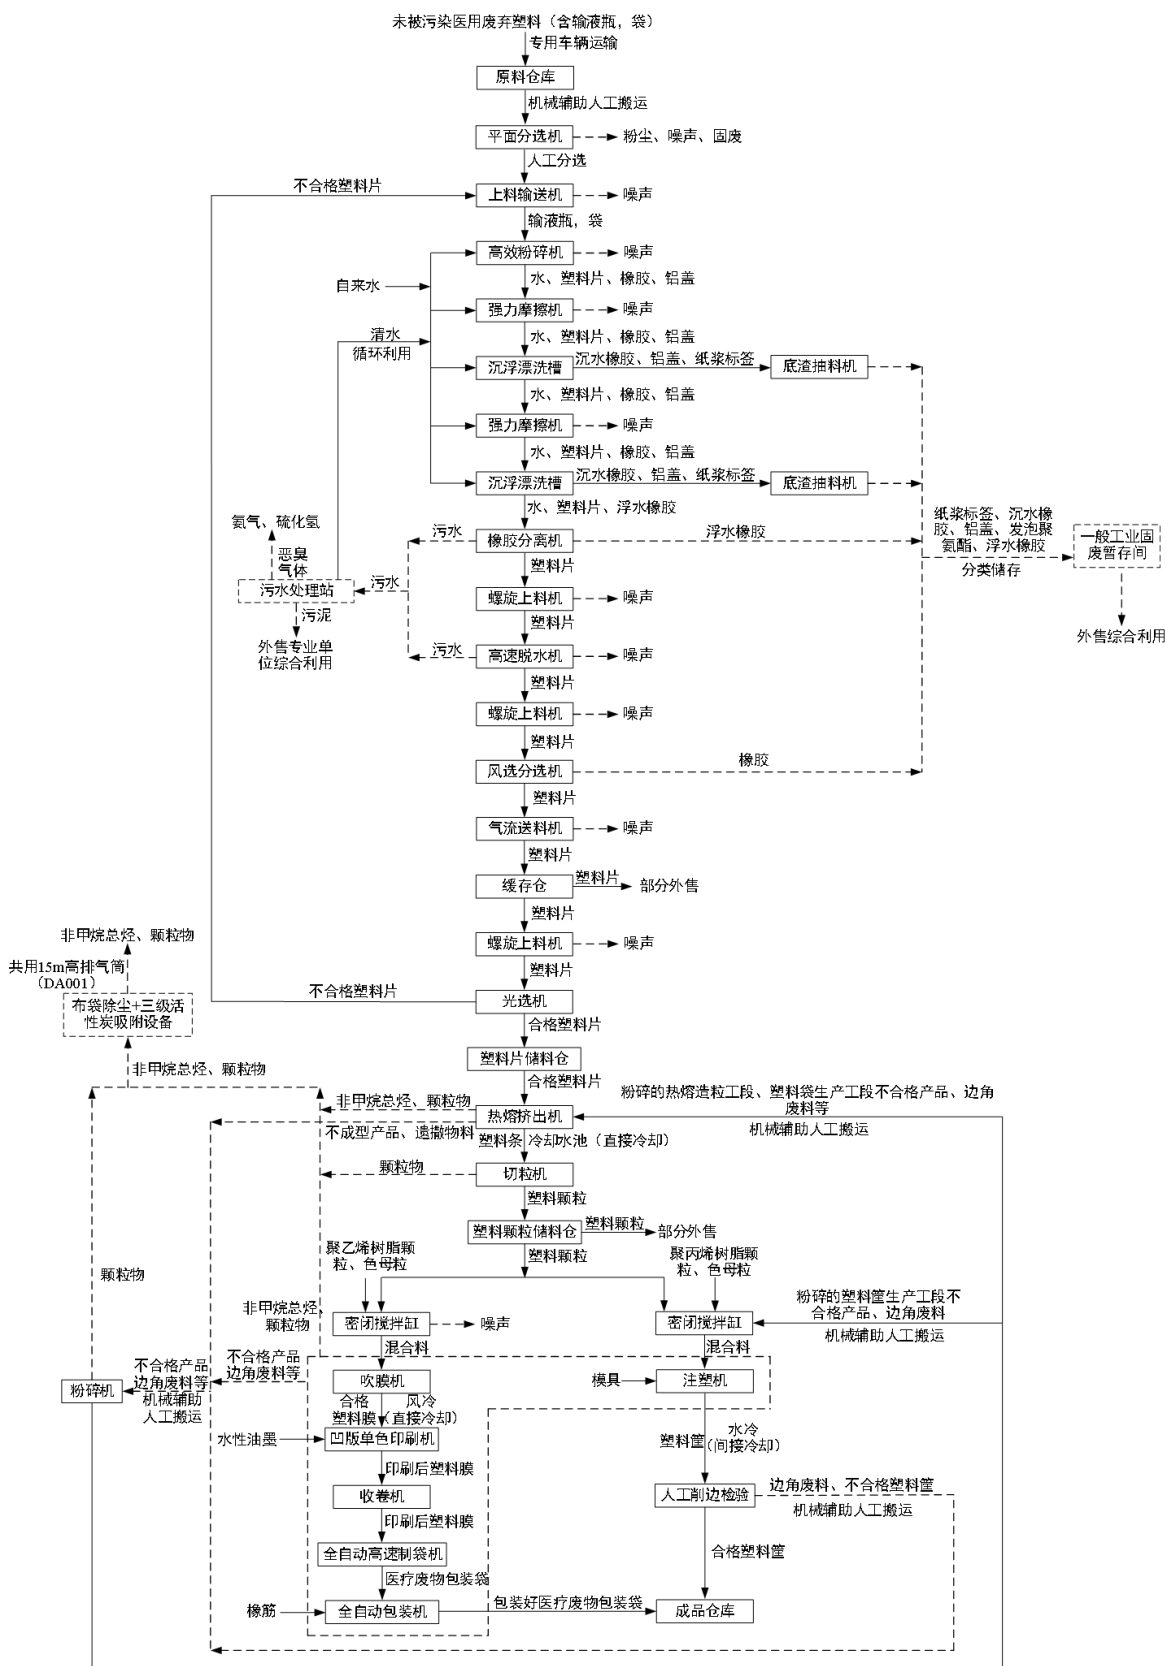 未被污染医用废弃塑料（含输液瓶，袋）
专用车辆运输
原料仓库
机械辅助人工搬运
平面分选机
粉尘、噪声、固废
人工分选
不合格塑料片
上料输送机
噪声
输液瓶，袋
高效粉碎机
噪声
水、塑料片、橡胶、铝盖
自来水
强力摩擦机
噪声
清水
循环利用
水、塑料片、橡胶、铝盖
沉浮漂洗槽
沉水橡胶、铝盖、纸浆标签
底渣抽料机
水、塑料片、橡胶、铝盖
强力摩擦机
噪声
水、塑料片、橡胶、铝盖
沉浮漂洗槽
沉水橡胶、铝盖、纸浆标签
底渣抽料机
水、塑料片、浮水橡胶
纸浆标签、沉水橡
胶、铝盖、发泡聚
氨酯、浮水橡胶
分类储存
一般工业固
废暂存间
外售综合利用
氨气、硫化氢
恶臭
气体
污水
橡胶分离机
浮水橡胶
塑料片
污水处理站
污水
螺旋上料机
噪声
污泥
塑料片
外售专业单
位综合利用
污水
高速脱水机
噪声
塑料片
螺旋上料机
噪声
塑料片
风选分选机
橡胶
塑料片
气流送料机
噪声
塑料片
缓存仓
塑料片
部分外售
塑料片
螺旋上料机
噪声
塑料片
非甲烷总烃、颗粒物
共用15m高排气筒
（DA001）
布袋除尘+三级活
性炭吸附设备
不合格塑料片
光选机
合格塑料片
塑料片储料仓
非甲烷总烃、颗粒物
合格塑料片
非甲烷总烃、颗粒物
热熔挤出机
粉碎的热熔造粒工段、塑料袋生产工段不合格产品、边角
废料等
机械辅助人工搬运
不成型产品、遗撒物料
塑料条
冷却水池（直接冷却）
颗粒物
切粒机
塑料颗粒
塑料颗粒储料仓
塑料颗粒
部分外售
塑料颗粒
聚乙烯树脂颗
粒、色母粒
聚丙烯树脂颗
粒、色母粒
颗粒物
非甲烷总烃、
颗粒物
密闭搅拌缸
噪声
密闭搅拌缸
粉碎的塑料筐生产工段不
合格产品、边角废料
机械辅助人工搬运
混合料
混合料
不合格产品
边角废料等
不合格产品
边角废料等
机械辅助
人工搬运
粉碎机
吹膜机
模具
注塑机
合格
塑料膜
风冷
（直接冷却）
水性油墨
凹版单色印刷机
塑料筐
水冷
（间接冷却）
印刷后塑料膜
收卷机
人工削边检验
边角废料、不合格塑料筐
机械辅助人工搬运
印刷后塑料膜
全自动高速制袋机
合格塑料筐
医疗废物包装袋
橡筋
全自动包装机
包装好医疗废物包装袋
成品仓库